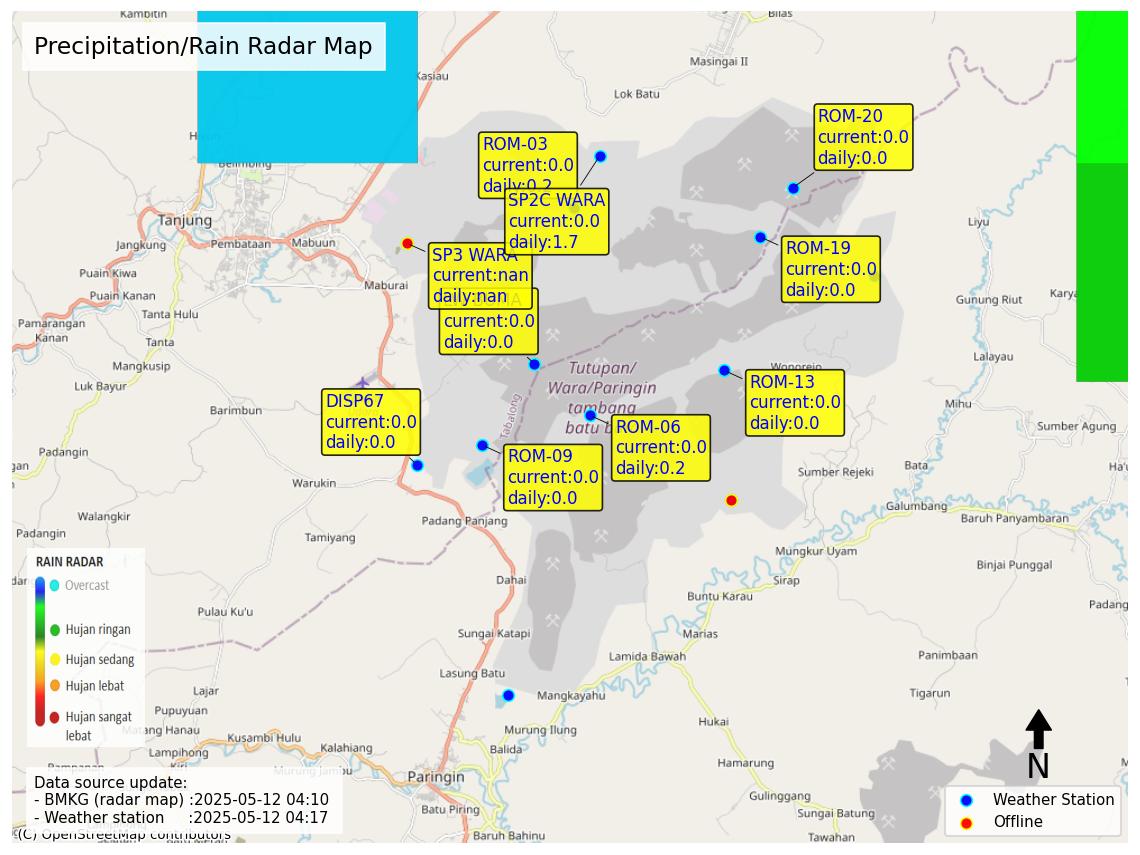 Kambitin
Bilas
Precipitation/Rain Radar Map
Masingai II
Kasiau
Lok Batu
ROM-20
current:0.0
daily:0.0
ROM-03
current:0.0
daily:0.2
Belimbing
SP2C WARA
current:0.0
daily:1.7
Tanjung
Liyu
Jungkung
Pembataan
Mabuun
ROM-19
current:0.0
daily:0.0
SP3 WARA
current:nan
daily:nan
Puain Kiwa
Maburai
Puain Kanan
Gunung Riut
Karya
current:0.0
daily:0.0
Tanta Hulu
Pamarangan
Kanan
Tanta
Lalayau
Mangkusip
Wonorejo
Tutupan/
Wara/Paringin
tambang
batu b
Luk Bayur
ROM-13
current:0.0
daily:0.0
Tabalong
DISP67
current:0.0
daily:0.0
Barimbun
Mihu
ROM-06
current:0.0
daily:0.2
Sumber Agung
ROM-09
current:0.0
daily:0.0
Padangin
Bata
Sumber Rejeki
Warukin
Galumbang
Walangkir
Padang Panjang
Baruh Panyambaran
Padangin
Tamiyang
Mungkur Uyam
RAIN RADAR
Overcast
Hujan ringan
Hujan sedang
Hujan lebat
Hujan sangat
lebat
Binjai Punggal
Dahai
Sirap
Buntu Karau
Pulau Ku'u
Padang
Sungai Katapi
Marias
Lamida Bawah
Panimbaan
Lasung Batu
Lajar
Mangkayahu
Tigarun
Pupuyuan
Hukai
Matang Hanau
Murung Ilung
Kusambi Hulu
Kalahiang
Lampihong
Balida
Hamarung
N
Murung Jambu
Paringin
Data source update:
- BMKG (radar map) :2025-05-12 04:10
- Weather station :2025-05-12 04:17
Gulinggang
Weather Station
Offline
Batu Piring
Sungai Batung
(C) OpenStreetMap contributors
Baruh Bahinu
Tawahan